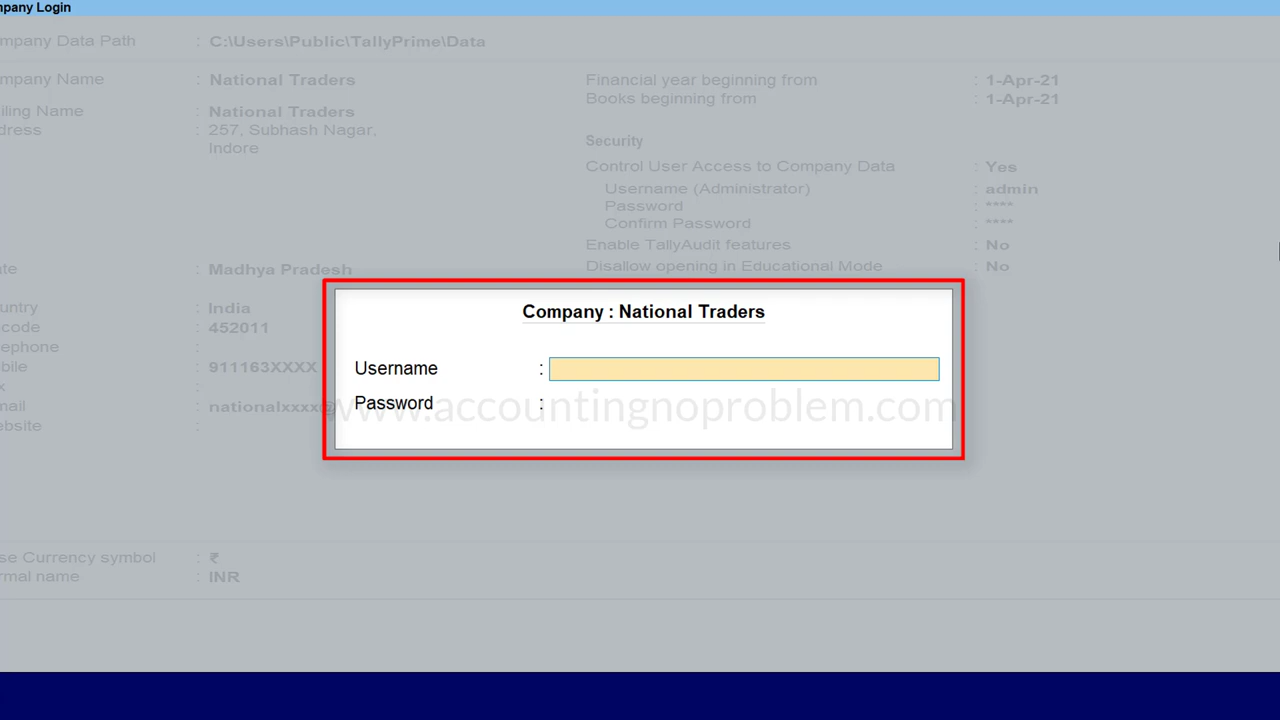 mpany Login
mpany Data Path : C:\Users\Public\TallyPrime\Data
mpany Name : National Traders
iling Name : National Traders
dress : 257, Subhash Nagar,
Indore
ate : Madhya Pradesh
untry : India
code : 452011
lephone :
bile : 911163XXXX
x :
mail : nationalxxxx@
ebsite :
Financial year beginning from : 1-Apr-21
Books beginning from : 1-Apr-21
Security
Control User Access to Company Data : Yes
Username (Administrator) : admin
Password : ****
Confirm Password : ****
Enable TallyAudit features : No
Disallow opening in Educational Mode : No
Company : National Traders
Username :
Password :
www.accountingnoproblem.com
se Currency symbol : ₹
rmal name : INR